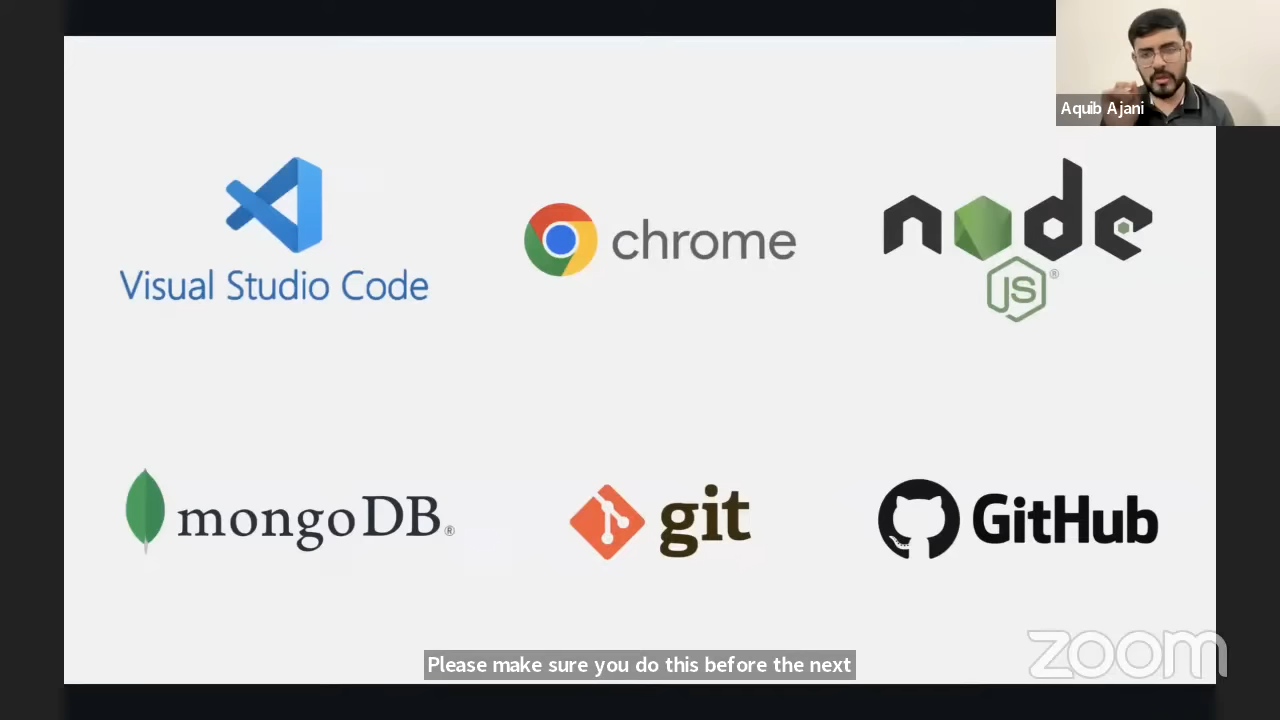 Aquib Ajani
Visual Studio Code
chrome
node
JS®
mongoDB®
git
GitHub
Please make sure you do this before the next
zoom